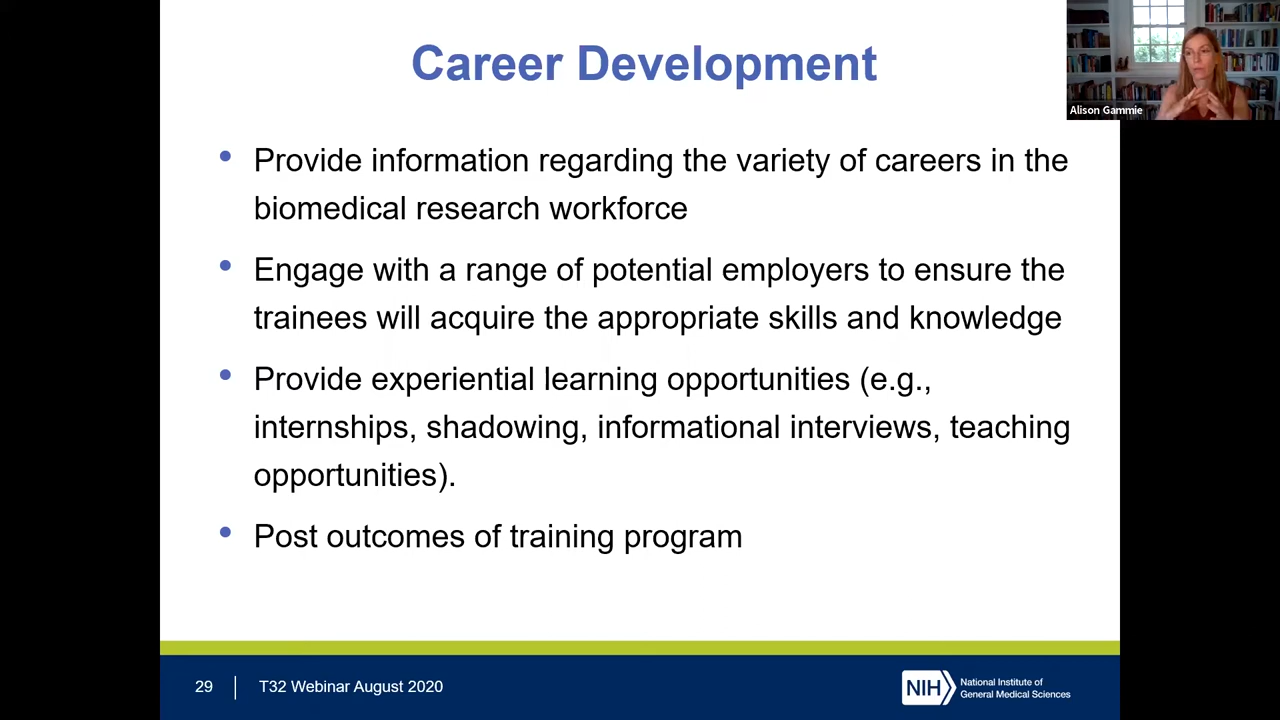 Career Development
Alison Gammie
• Provide information regarding the variety of careers in the
biomedical research workforce
• Engage with a range of potential employers to ensure the
trainees will acquire the appropriate skills and knowledge
• Provide experiential learning opportunities (e.g.,
internships, shadowing, informational interviews, teaching
opportunities).
• Post outcomes of training program
29
T32 Webinar August 2020
NIH
National Institute of
General Medical Sciences